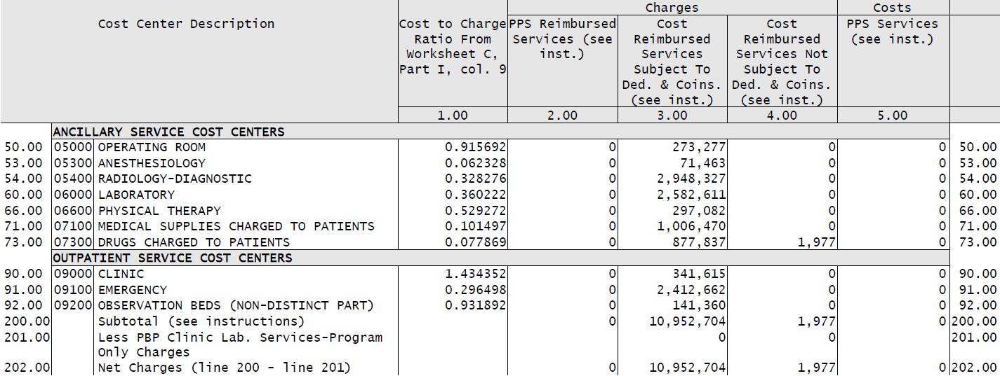 Charges Costs
Cost Center Description Cost to Charge PPS Reimbursed Cost Cost PPS Services
Ratio From Services (see Reimbursed Reimbursed (see inst.)
Worksheet C, inst.) Services Services Not
Part I, col. 9 Subject To Subject To
Ded. & Coins. Ded. & Coins.
(see inst.) (see inst.)
1.00 2.00 3.00 4.00 5.00
ANCILLARY SERVICE COST CENTERS
50.00 05000 OPERATING ROOM 0.915692 0 273,277 0 0 50.00
53.00 05300 ANESTHESIOLOGY 0.062328 0 71,463 0 0 53.00
54.00 05400 RADIOLOGY-DIAGNOSTIC 0.328276 0 2,948,327 0 0 54.00
60.00 06000 LABORATORY 0.360222 0 2,582,611 0 0 60.00
66.00 06600 PHYSICAL THERAPY 0.529272 0 297,082 0 0 66.00
71.00 07100 MEDICAL SUPPLIES CHARGED TO PATIENTS 0.101497 0 1,006,470 0 0 71.00
73.00 07300 DRUGS CHARGED TO PATIENTS 0.077869 0 877,837 1,977 0 73.00
OUTPATIENT SERVICE COST CENTERS
90.00 09000 CLINIC 1.434352 0 341,615 0 0 90.00
91.00 09100 EMERGENCY 0.296498 0 2,412,662 0 0 91.00
92.00 09200 OBSERVATION BEDS (NON-DISTINCT PART) 0.931892 0 141,360 0 0 92.00
200.00 Subtotal (see instructions) 0 10,952,704 1,977 0 200.00
201.00 Less PBP Clinic Lab. Services-Program 0 0 201.00
Only Charges
202.00 Net Charges (line 200 - line 201) 0 10,952,704 1,977 0 202.00